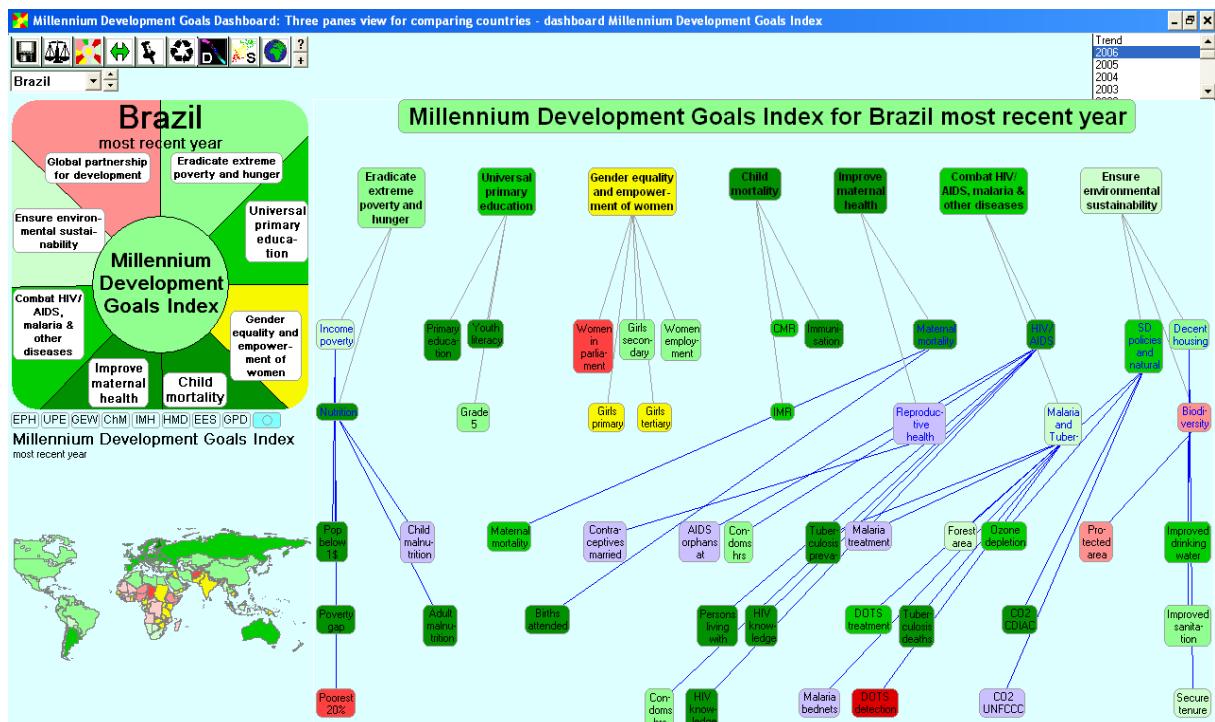 Millennium Development Goals Dashboard: Three panes view for comparing countries - dashboard Millennium Development Goals Index
D
A-S
?
+
Brazil
Trend
2006
2005
2004
2003
Brazil
most recent year
Global partnership
for development
Eradicate extreme
poverty and hunger
Ensure environ-
mental sustai-
nability
Universal
primary
educa-
tion
Millennium
Development
Goals Index
Combat HIV/
AIDS,
malaria &
other
diseases
Gender
equality and
empower-
ment of
women
Improve
maternal
health
Child
mortality
EPH UPE GEW ChM IMH HMD EES GPD
Millennium Development Goals Index
most recent year
Millennium Development Goals Index for Brazil most recent year
Eradicate
extreme
poverty and
hunger
Universal
primary
education
Gender equality
and empower-
ment of women
Child
mortality
Improve
maternal
health
Combat HIV/
AIDS, malaria &
other diseases
Ensure
environmental
sustainability
Income
poverty
Primary
educa-
tion
Youth
literacy
Women
in
parlia-
ment
Girls
secon-
dary
Women
employ-
ment
CMR
Immuni-
sation
Maternal
mortality
HIV/
AIDS
SD
policies
and
natural
Decent
housing
Nutrition
Grade
5
Girls
primary
Girls
tertiary
IMR
Reproduc-
tive
health
Malaria
and
Tuber-
Biodi-
versity
Pop
below
1$
Child
malnu-
trition
Maternal
mortality
Contra-
ceptives
married
AIDS
orphans
at
Con-
doms
hrs
Tuber-
culosis
preva-
Malaria
treatment
Forest
area
Ozone
depletion
Pro-
tected
area
Improved
drinking
water
Poverty
gap
Adult
malnu-
trition
Births
attended
Persons
living
with
HIV
know-
ledge
DOTS
treatment
Tuber-
culosis
deaths
CO2
CDIAC
Improved
sanita-
tion
Poorest
20%
Con-
doms
hrs
HIV
know-
ledge
Malaria
bednets
DOTS
detection
CO2
UNFCCC
Secure
tenure